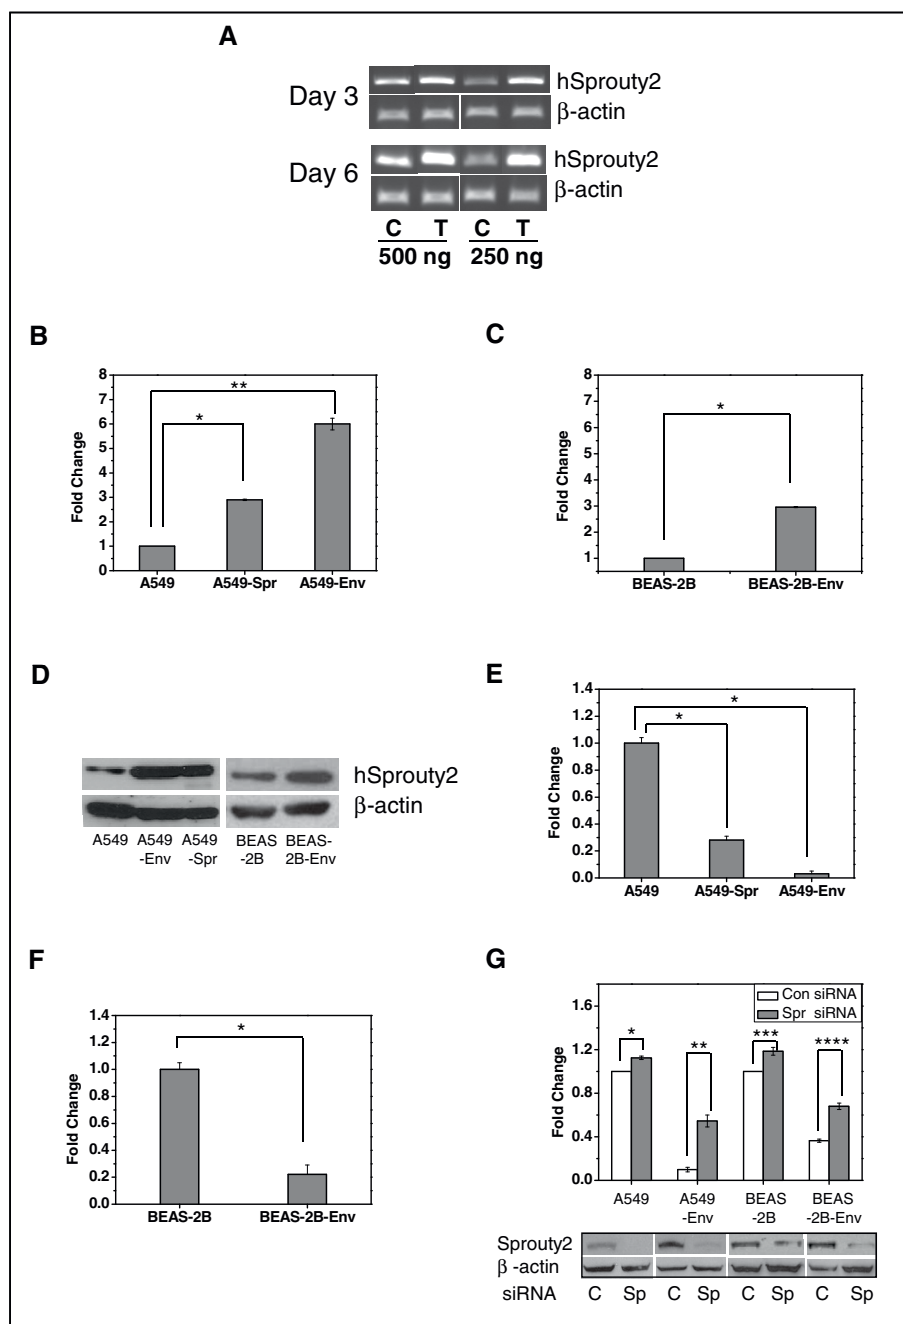 A
Day 3
hSprouty2
β-actin
Day 6
hSprouty2
β-actin
C T C T
500 ng 250 ng
B
Fold Change
8
7
6
5
4
3
2
1
0
**
*
A549 A549-Spr A549-Env
C
Fold Change
8
7
6
5
4
3
2
1
*
BEAS-2B BEAS-2B-Env
D
hSprouty2
β-actin
A549 A549 A549 BEAS BEAS-
-Env -Spr -2B 2B-Env
E
Fold Change
1.4
1.2
1.0
0.8
0.6
0.4
0.2
0.0
*
*
A549 A549-Spr A549-Env
F
Fold Change
1.4
1.2
1.0
0.8
0.6
0.4
0.2
0.0
*
BEAS-2B BEAS-2B-Env
G
Fold Change
1.6
1.2
0.8
0.4
0.0
Con siRNA
Spr siRNA
* ** *** ****
A549 A549 BEAS BEAS
-Env -2B -2B-Env
Sprouty2
β -actin
siRNA C Sp C Sp C Sp C Sp